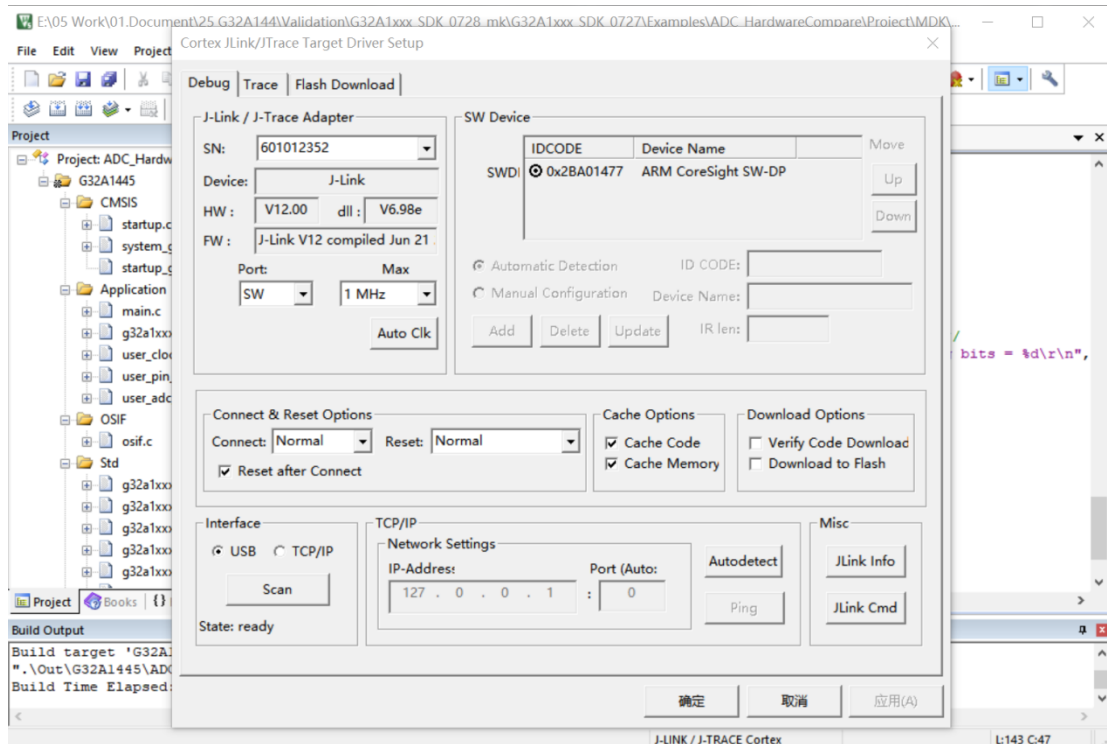 E:\05 Work\01.Document\25 G32A144\Validation\G32A1xxx_SDK_0728_mk\G32A1xxx_SDK_0727\Examples\ADC_HardwareCompare\Project\MDK\...
File Edit View Project
Cortex JLink/JTrace Target Driver Setup
Debug Trace Flash Download
Project
Project: ADC_Hardw
G32A1445
CMSIS
startup.c
system_g
startup_g
Application
main.c
g32a1xxx
user_cloc
user_pin_
user_adc
OSIF
osif.c
Std
g32a1xxx
g32a1xxx
g32a1xxx
g32a1xxx
g32a1xxx
Project Books {}
J-Link / J-Trace Adapter
SN: 601012352
Device: J-Link
HW : V12.00 dll : V6.98e
FW : J-Link V12 compiled Jun 21
Port: Max
SW 1 MHz
Auto Clk
SW Device
IDCODE Device Name Move
SWDI 0x2BA01477 ARM CoreSight SW-DP
Up
Down
Automatic Detection ID CODE:
Manual Configuration Device Name:
Add Delete Update IR len:
/
bits = %d\r\n",
Connect & Reset Options
Connect: Normal Reset: Normal
Reset after Connect
Cache Options
Cache Code
Cache Memory
Download Options
Verify Code Download
Download to Flash
Interface
USB TCP/IP
Scan
State: ready
TCP/IP
Network Settings
IP-Address: Port (Auto:
127 . 0 . 0 . 1 : 0
Autodetect
Ping
Misc
JLink Info
JLink Cmd
Build Output
Build target 'G32A1
".\Out\G32A1445\ADC
Build Time Elapsed:
确定 取消 应用(A)
J-LINK / J-TRACE Cortex L:143 C:47